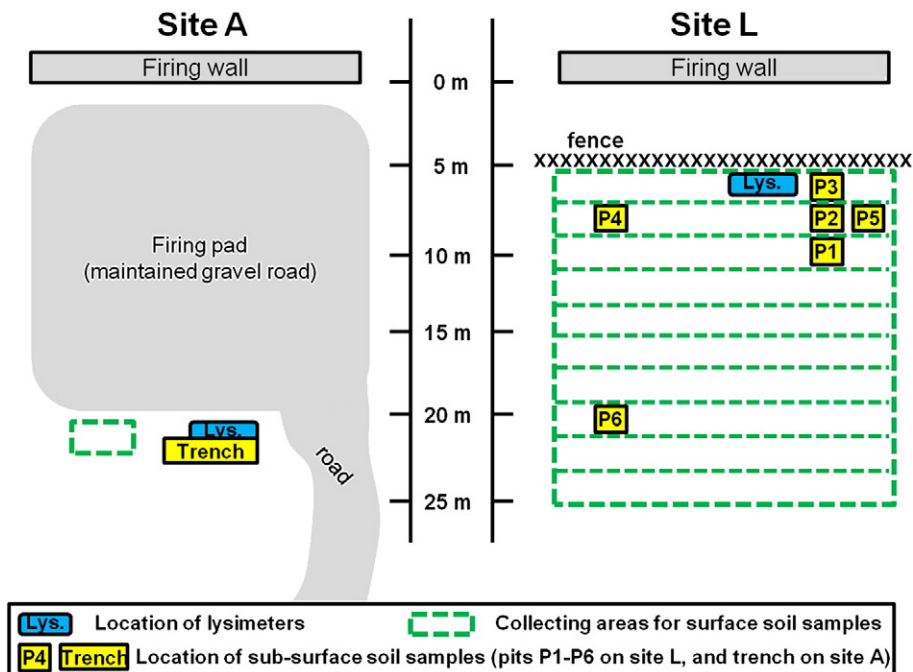 Site A
Site L
Firing wall
Firing wall
0 m
fence
XXXXXXXXXXXXXXXXXXXXXXXXXXXXX
5 m
Lys.
P3
P4
P2
P5
Firing pad
(maintained gravel road)
10 m
P1
15 m
20 m
P6
Lys.
Trench
road
25 m
Lys.
Location of lysimeters
Collecting areas for surface soil samples
P4
Trench
Location of sub-surface soil samples (pits P1-P6 on site L, and trench on site A)